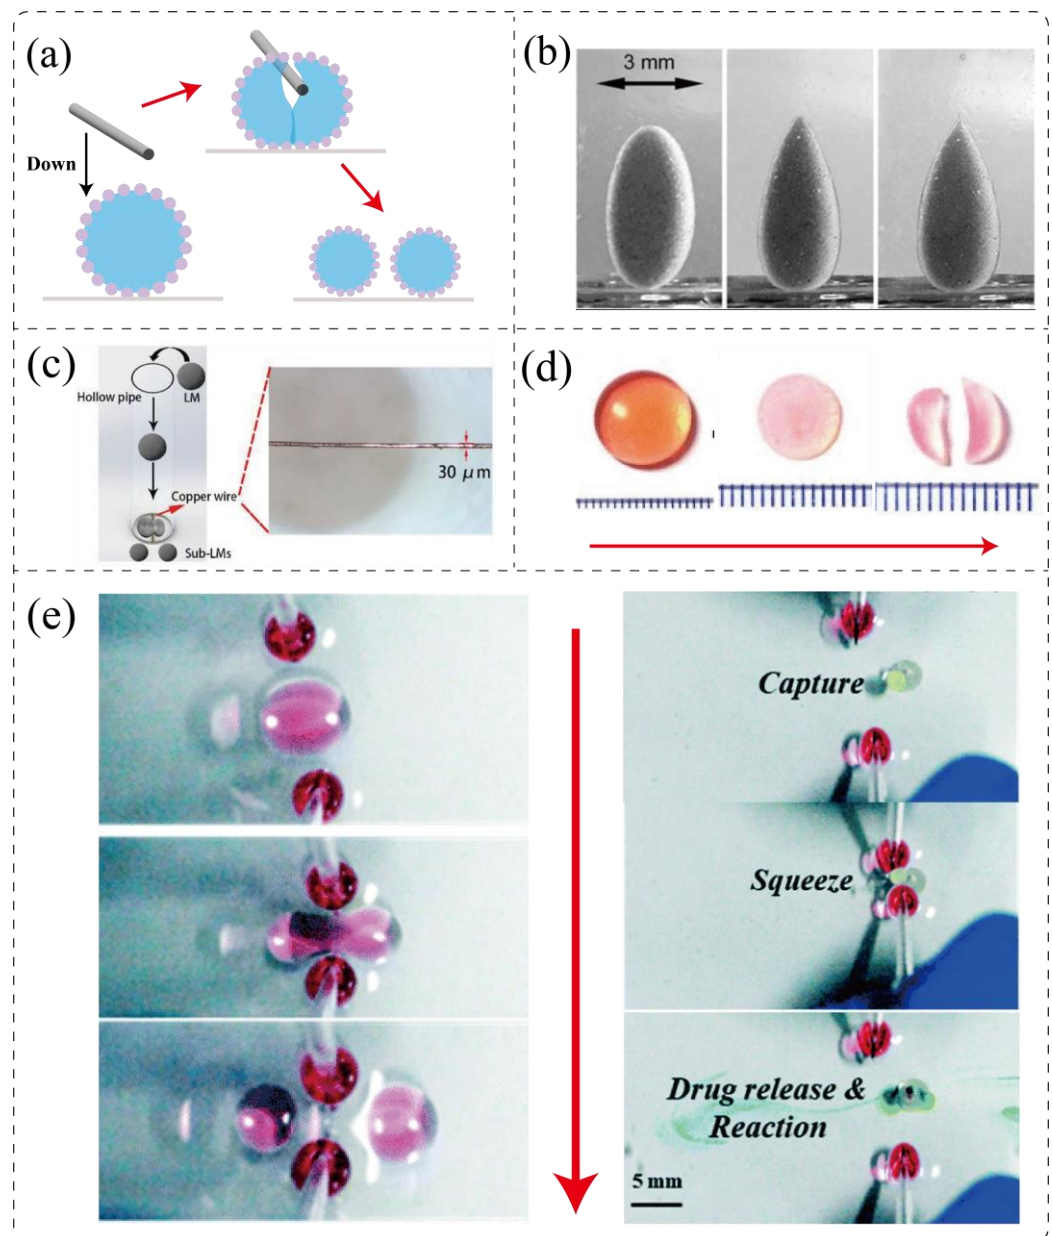 (a)
Down
(b)
3 mm
(c)
Hollow pipe
LM
Copper wire
Sub-LMs
30 μm
(d)
(e)
Capture
Squeeze
Drug release &
Reaction
5 mm